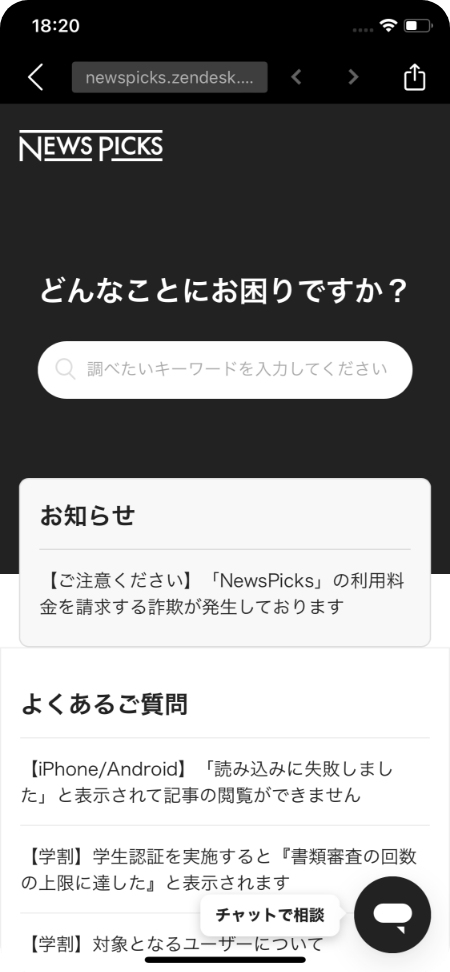 18:20
newspicks.zendesk....
NEWS PICKS
どんなことにお困りですか？
調べたいキーワードを入力してください
お知らせ
【ご注意ください】「NewsPicks」の利用料
金を請求する詐欺が発生しております
よくあるご質問
【iPhone/Android】「読み込みに失敗しまし
た」と表示されて記事の閲覧ができません
【学割】学生認証を実施すると『書類審査の回数
の上限に達した』と表示されます
チャットで相談
【学割】対象となるユーザーについて